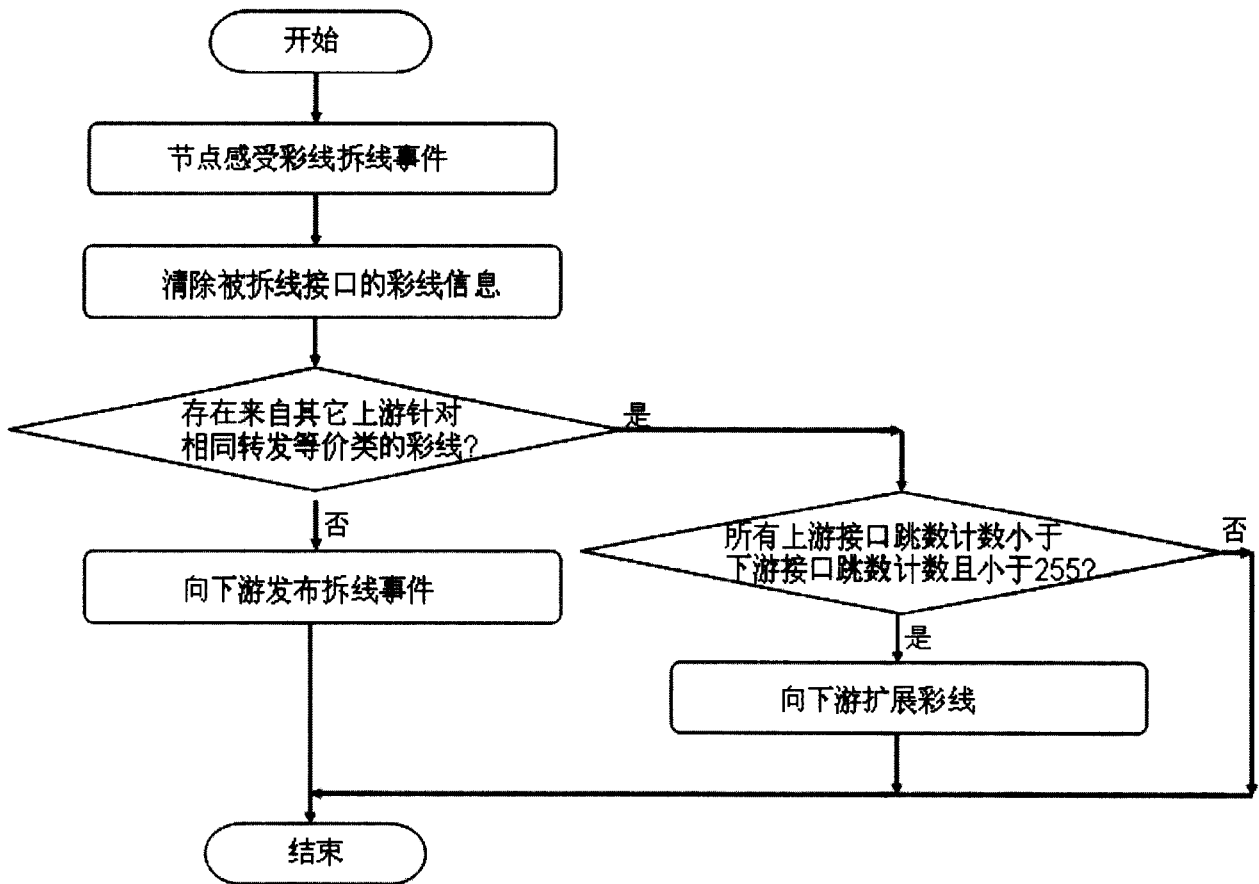 开始
节点感受彩线拆线事件
清除被拆线接口的彩线信息
存在来自其它上游针对
相同转发等价类的彩线?
是
否
向下游发布拆线事件
所有上游接口跳数计数小于
下游接口跳数计数且小于255?
否
是
向下游扩展彩线
结束